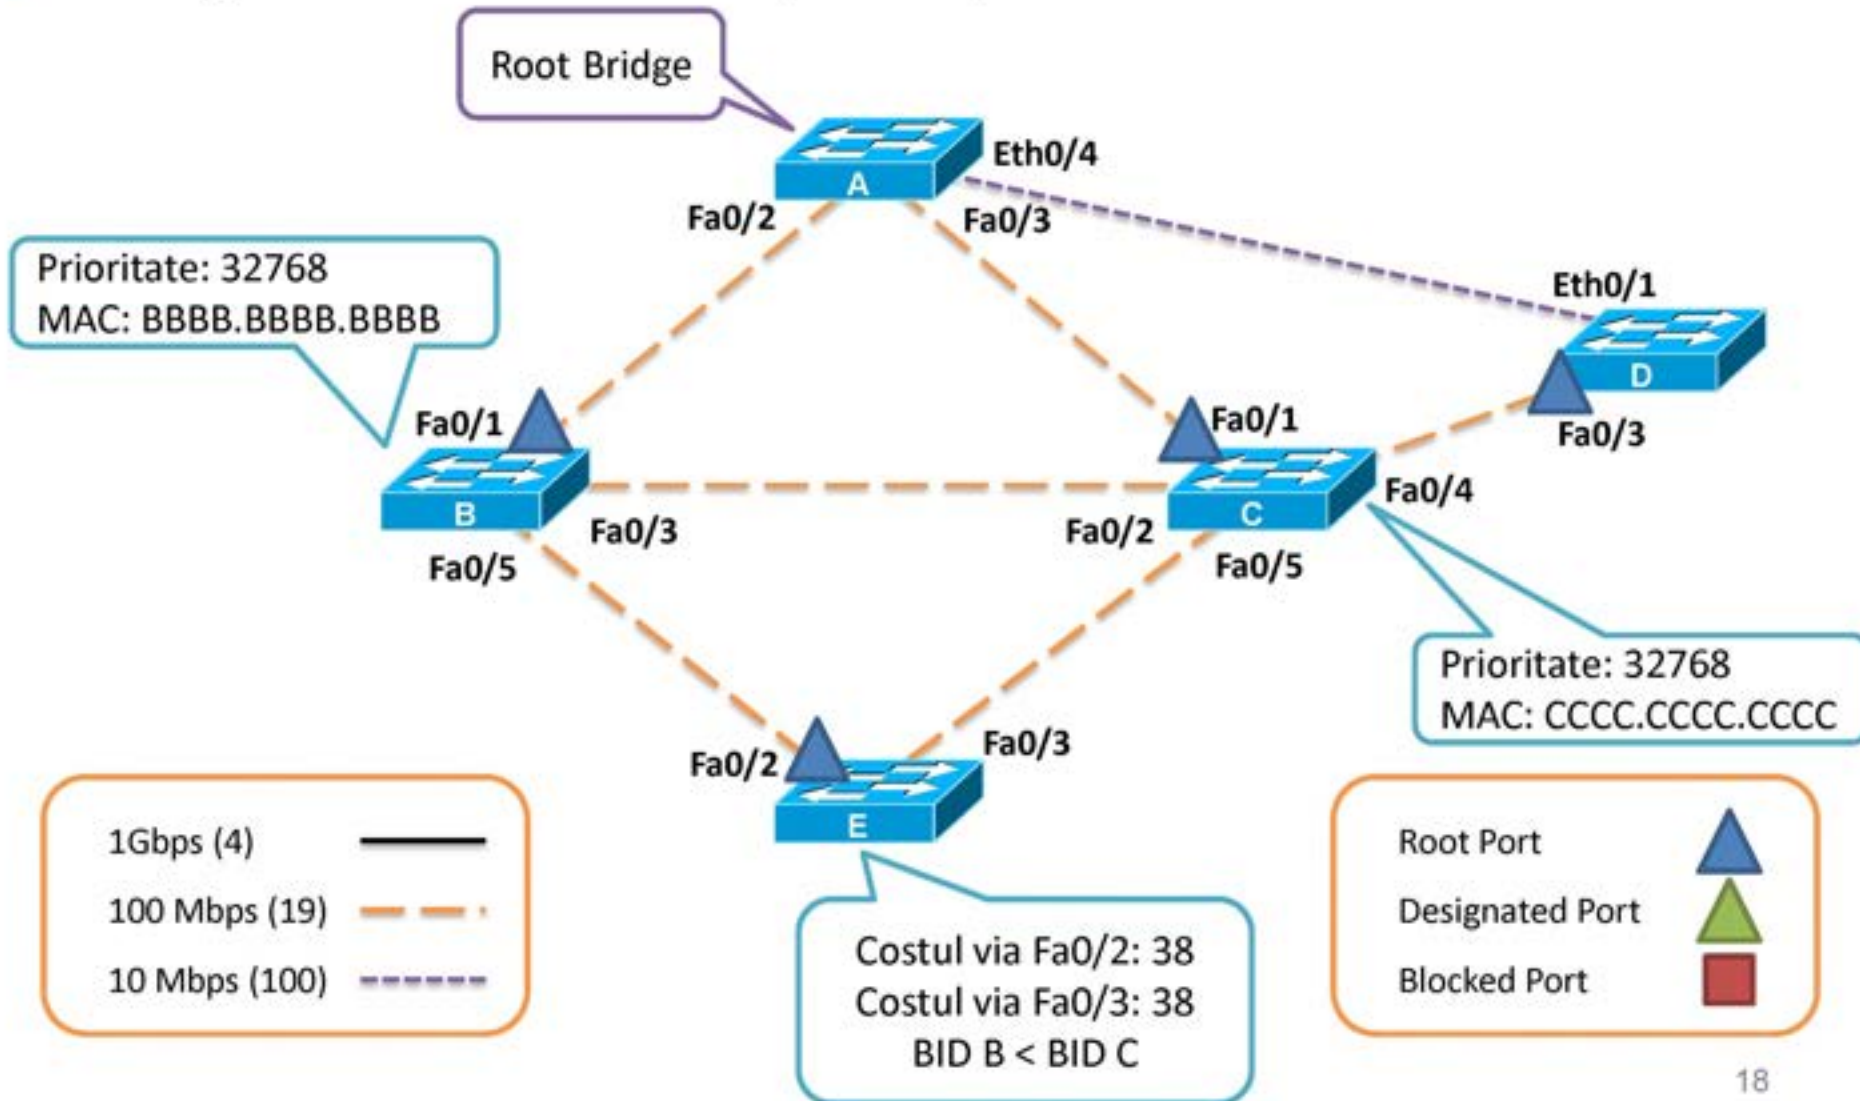 Root Bridge
A
Eth0/4
Fa0/2
Fa0/3
Prioritate: 32768
MAC: BBBB.BBBB.BBBB
Eth0/1
D
Fa0/3
Fa0/1
Fa0/1
B
Fa0/3
Fa0/5
C
Fa0/2
Fa0/4
Fa0/5
Prioritate: 32768
MAC: CCCC.CCCC.CCCC
Fa0/2
Fa0/3
E
1Gbps (4)
100 Mbps (19)
10 Mbps (100)
Costul via Fa0/2: 38
Costul via Fa0/3: 38
BID B < BID C
Root Port
Designated Port
Blocked Port
18